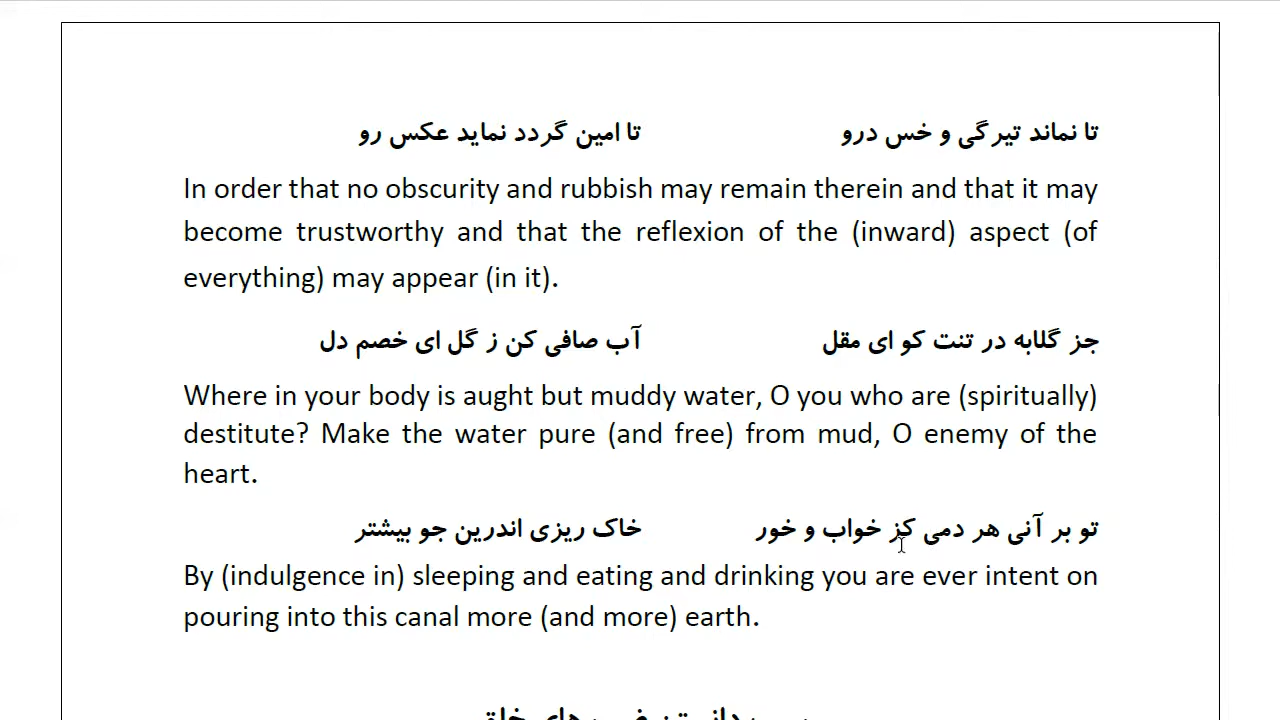 تا نماند تیرگی و خس درو تا امین گردد نماید عکس رو
In order that no obscurity and rubbish may remain therein and that it may
become trustworthy and that the reflexion of the (inward) aspect (of
everything) may appear (in it).
جز گلابه در تنت کو ای مقل آب صافی کن ز گل ای خصم دل
Where in your body is aught but muddy water, O you who are (spiritually)
destitute? Make the water pure (and free) from mud, O enemy of the
heart.
تو بر آنی هر دمی کز خواب و خور خاک ریزی اندرین جو بیشتر
By (indulgence in) sleeping and eating and drinking you are ever intent on
pouring into this canal more (and more) earth.
خلق